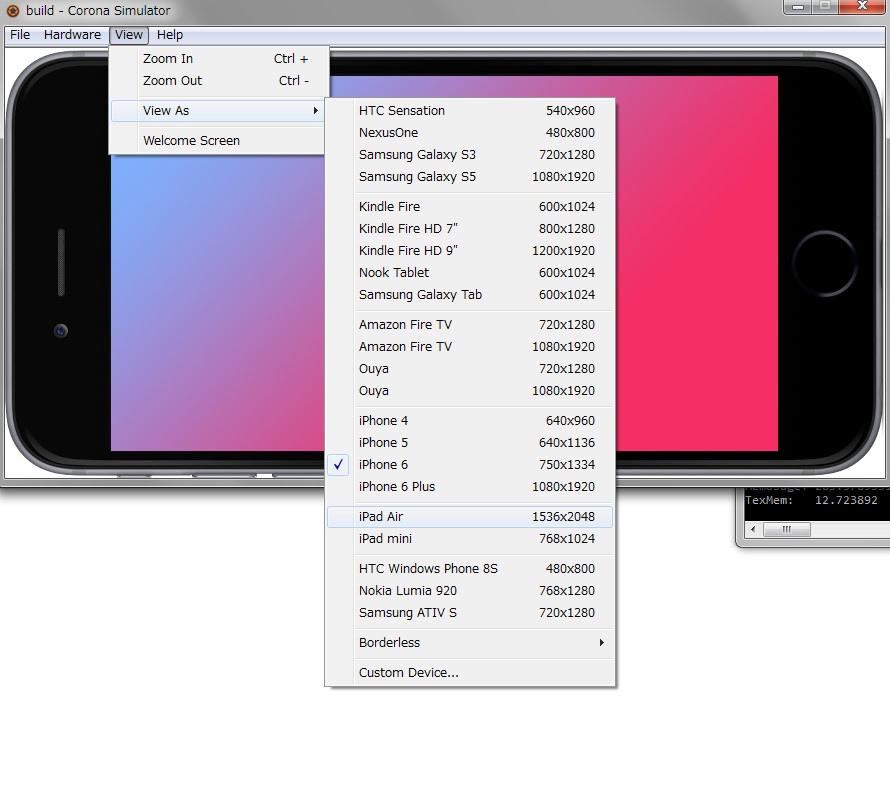 build - Corona Simulator
File Hardware View Help
Zoom In Ctrl +
Zoom Out Ctrl -
View As
Welcome Screen
HTC Sensation 540x960
NexusOne 480x800
Samsung Galaxy S3 720x1280
Samsung Galaxy S5 1080x1920
Kindle Fire 600x1024
Kindle Fire HD 7" 800x1280
Kindle Fire HD 9" 1200x1920
Nook Tablet 600x1024
Samsung Galaxy Tab 600x1024
Amazon Fire TV 720x1280
Amazon Fire TV 1080x1920
Ouya 720x1280
Ouya 1080x1920
iPhone 4 640x960
iPhone 5 640x1136
iPhone 6 750x1334
iPhone 6 Plus 1080x1920
iPad Air 1536x2048
iPad mini 768x1024
HTC Windows Phone 8S 480x800
Nokia Lumia 920 768x1280
Samsung ATIV S 720x1280
Borderless
Custom Device...
TexMem: 12.723892